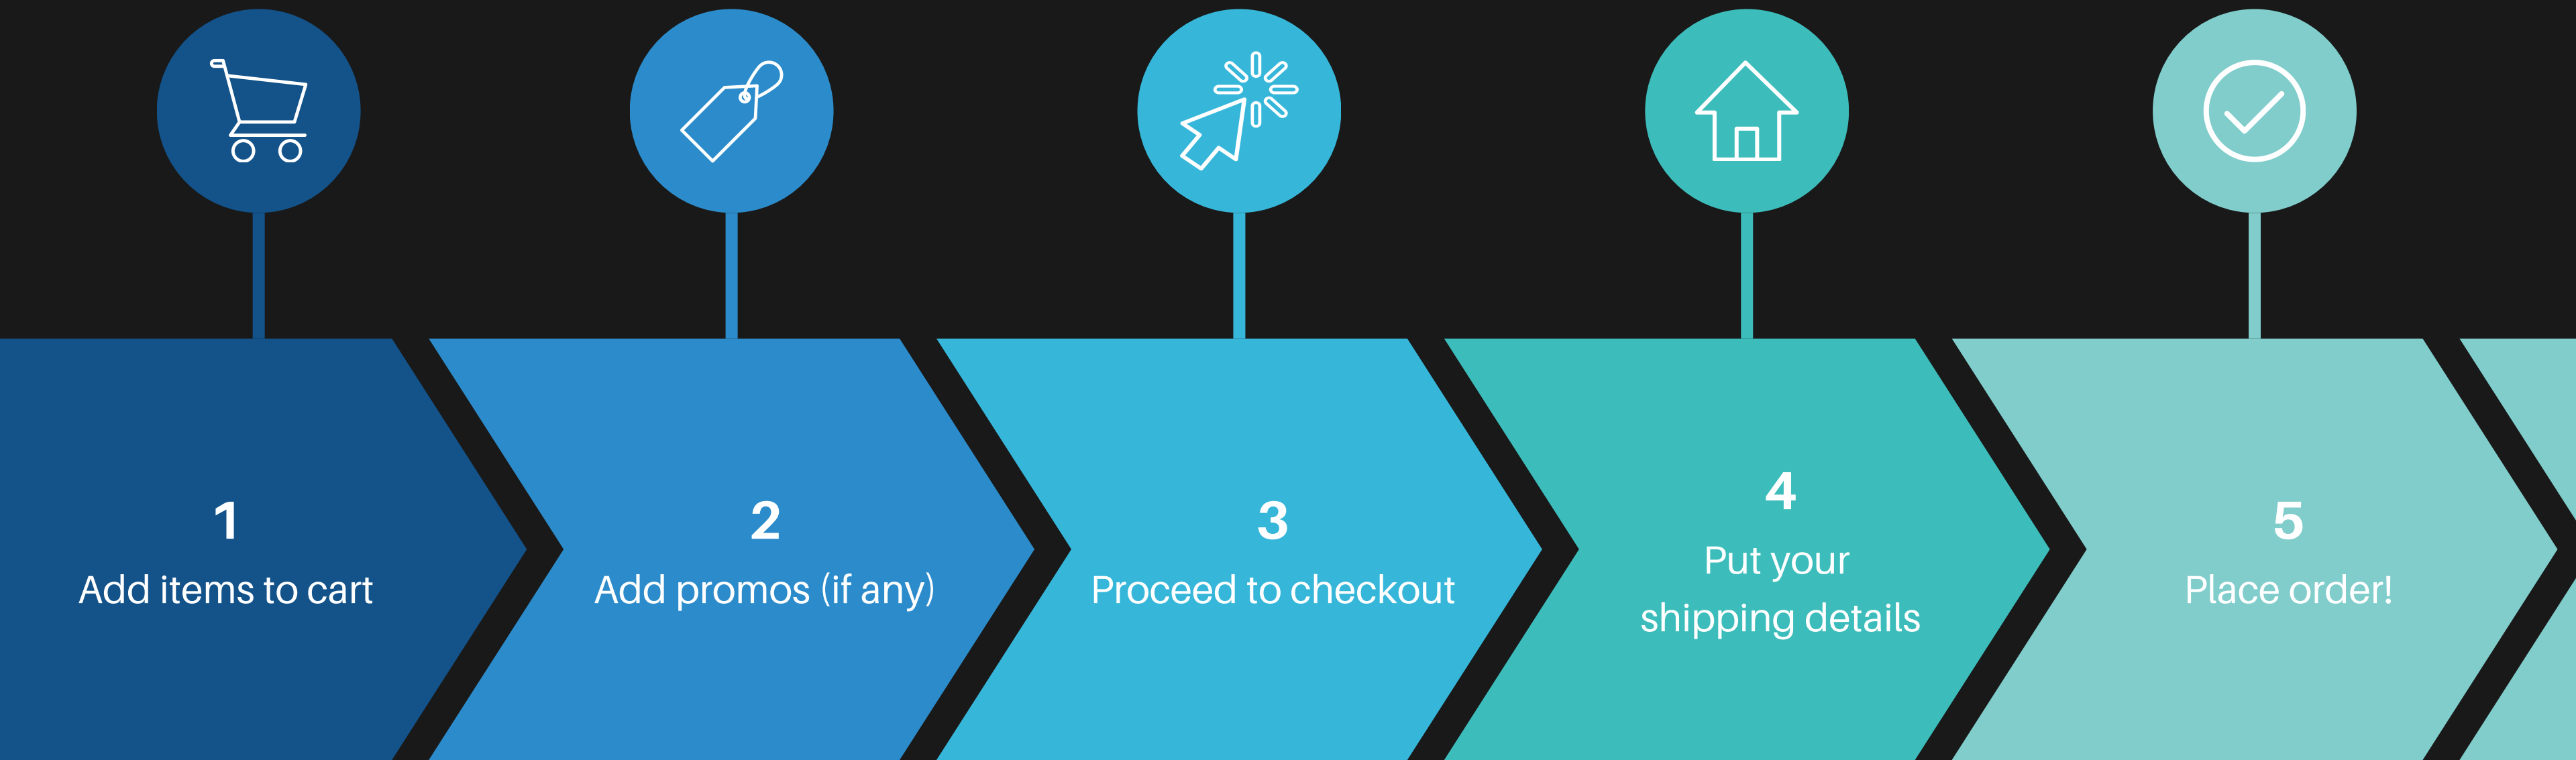 1
Add items to cart
2
Add promos (if any)
3
Proceed to checkout
4
Put your
shipping details
5
Place order!